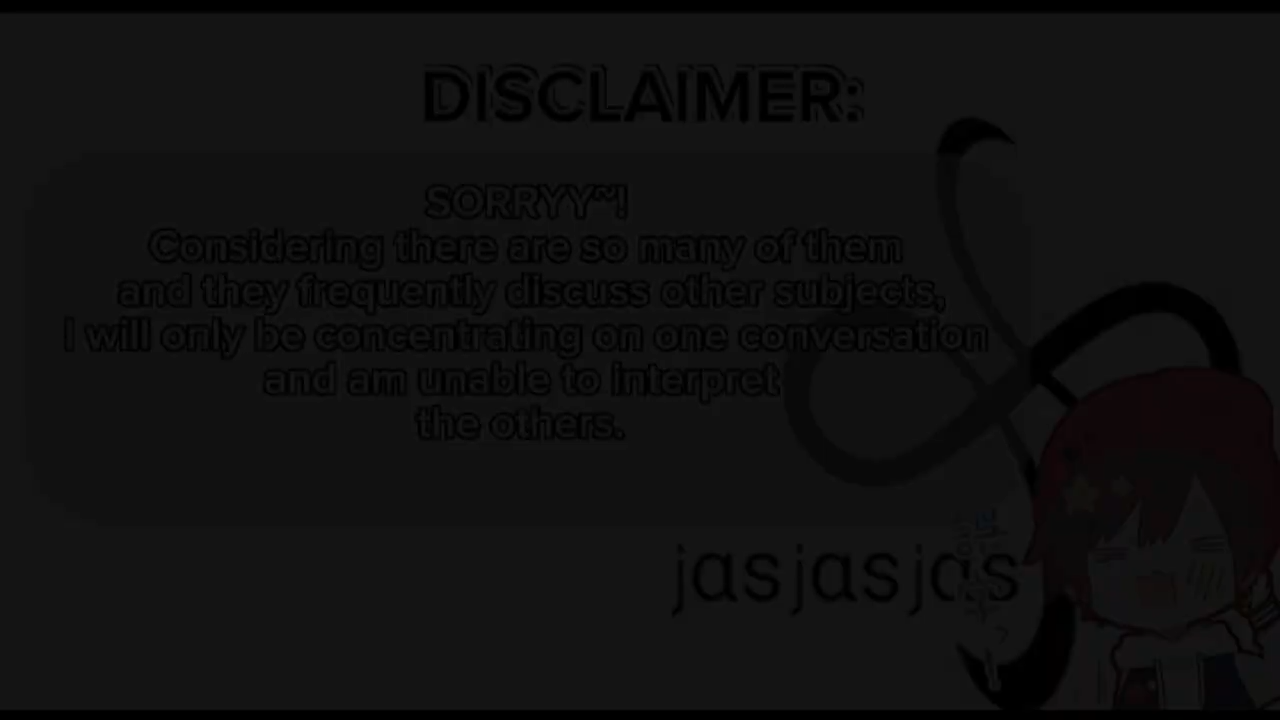 DISCLAIMER:
SORRYY~!
Considering there are so many of them
and they frequently discuss other subjects,
I will only be concentrating on one conversation
and am unable to interpret
the others.
jasjasjas